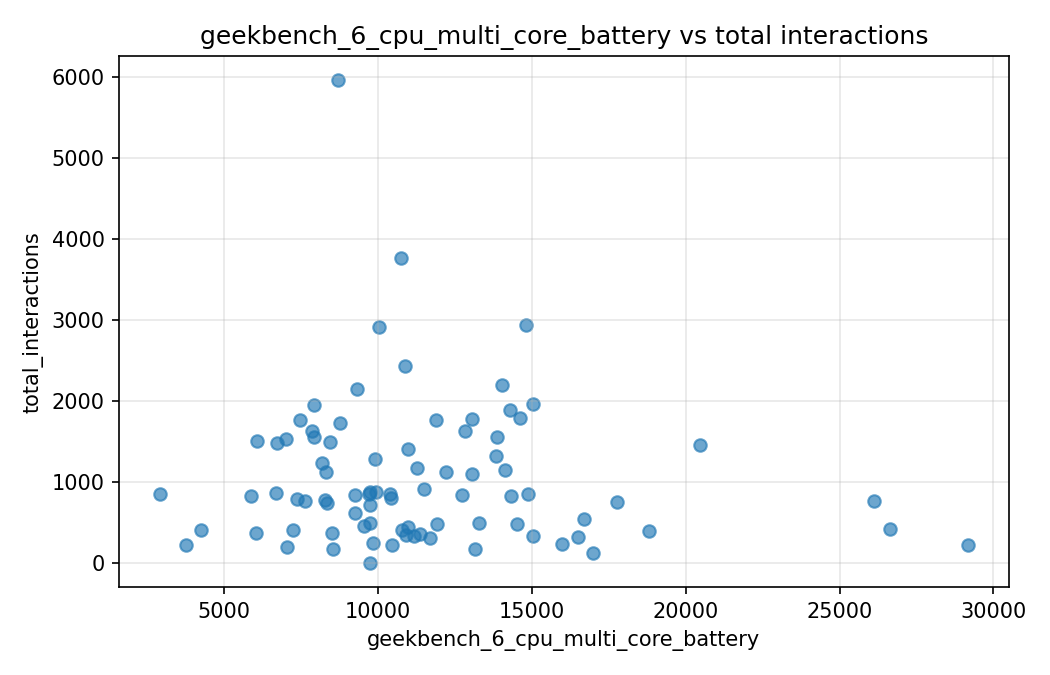 geekbench_6_cpu_multi_core_battery vs total interactions
6000
5000
4000
3000
2000
1000
0
total_interactions
5000 10000 15000 20000 25000 30000
geekbench_6_cpu_multi_core_battery